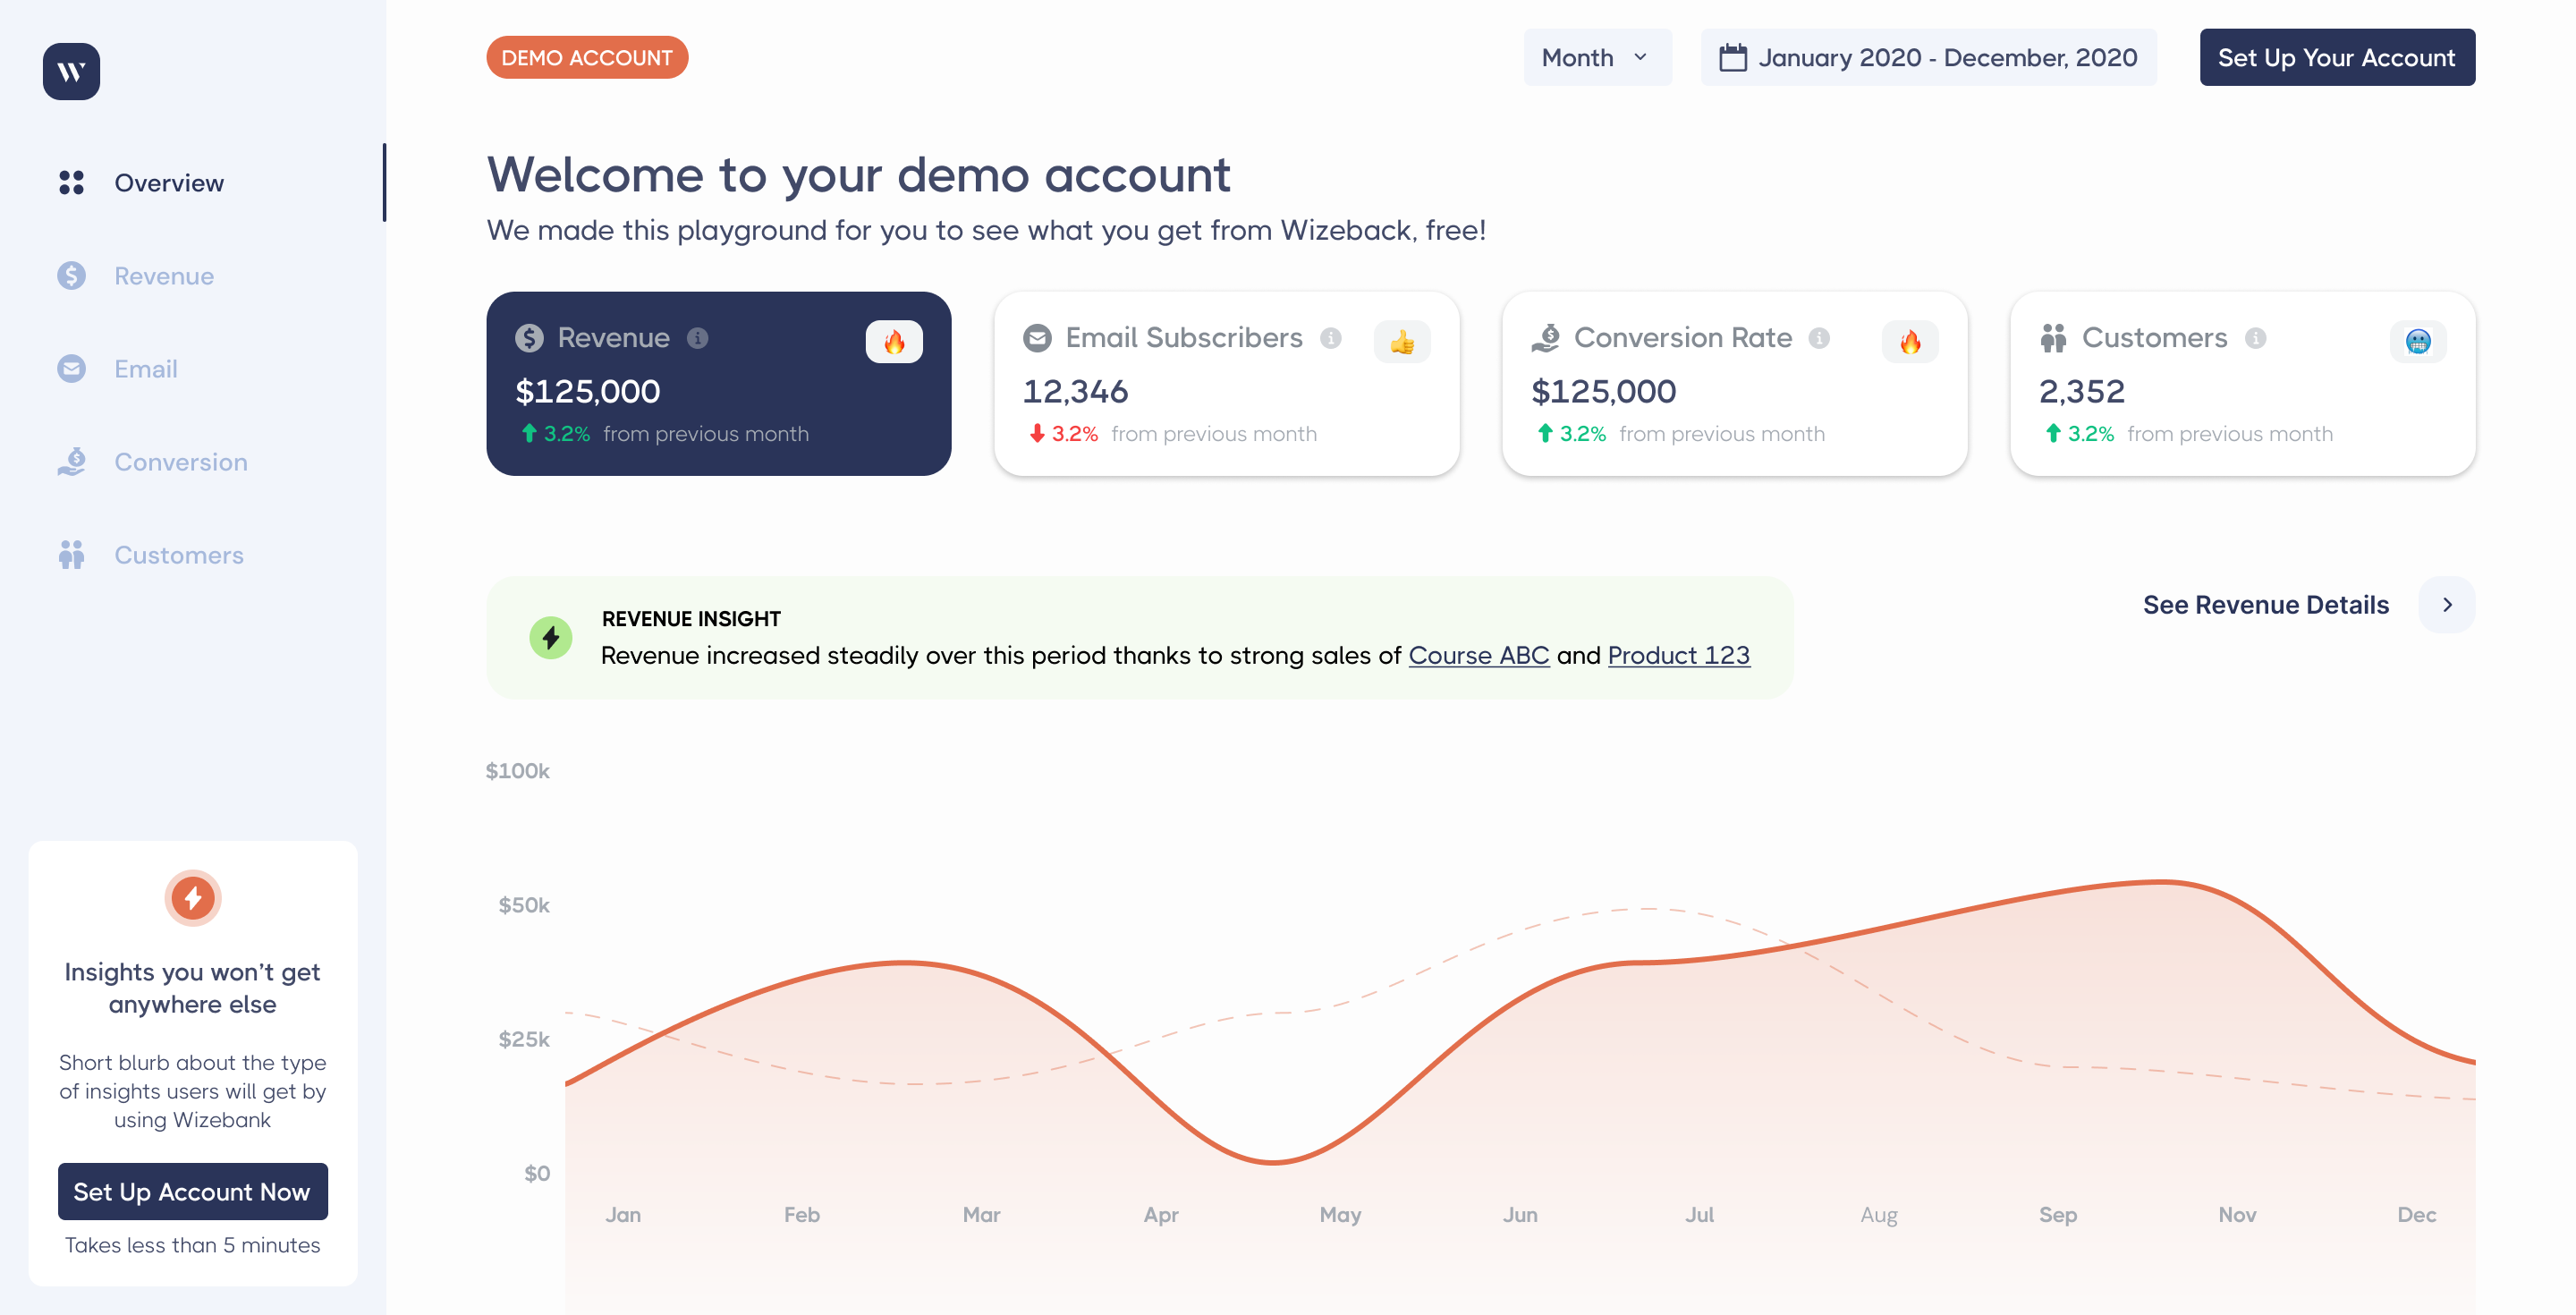 W
Overview
Revenue
Email
Conversion
Customers
Insights you won’t get
anywhere else
Short blurb about the type
of insights users will get by
using Wizebank
Set Up Account Now
Takes less than 5 minutes
DEMO ACCOUNT
Month
January 2020 - December, 2020
Set Up Your Account
Welcome to your demo account
We made this playground for you to see what you get from Wizeback, free!
Revenue
$125,000
3.2% from previous month
Email Subscribers
12,346
3.2% from previous month
Conversion Rate
$125,000
3.2% from previous month
Customers
2,352
3.2% from previous month
REVENUE INSIGHT
Revenue increased steadily over this period thanks to strong sales of Course ABC and Product 123
See Revenue Details
$100k
$50k
$25k
$0
Jan Feb Mar Apr May Jun Jul Aug Sep Nov Dec